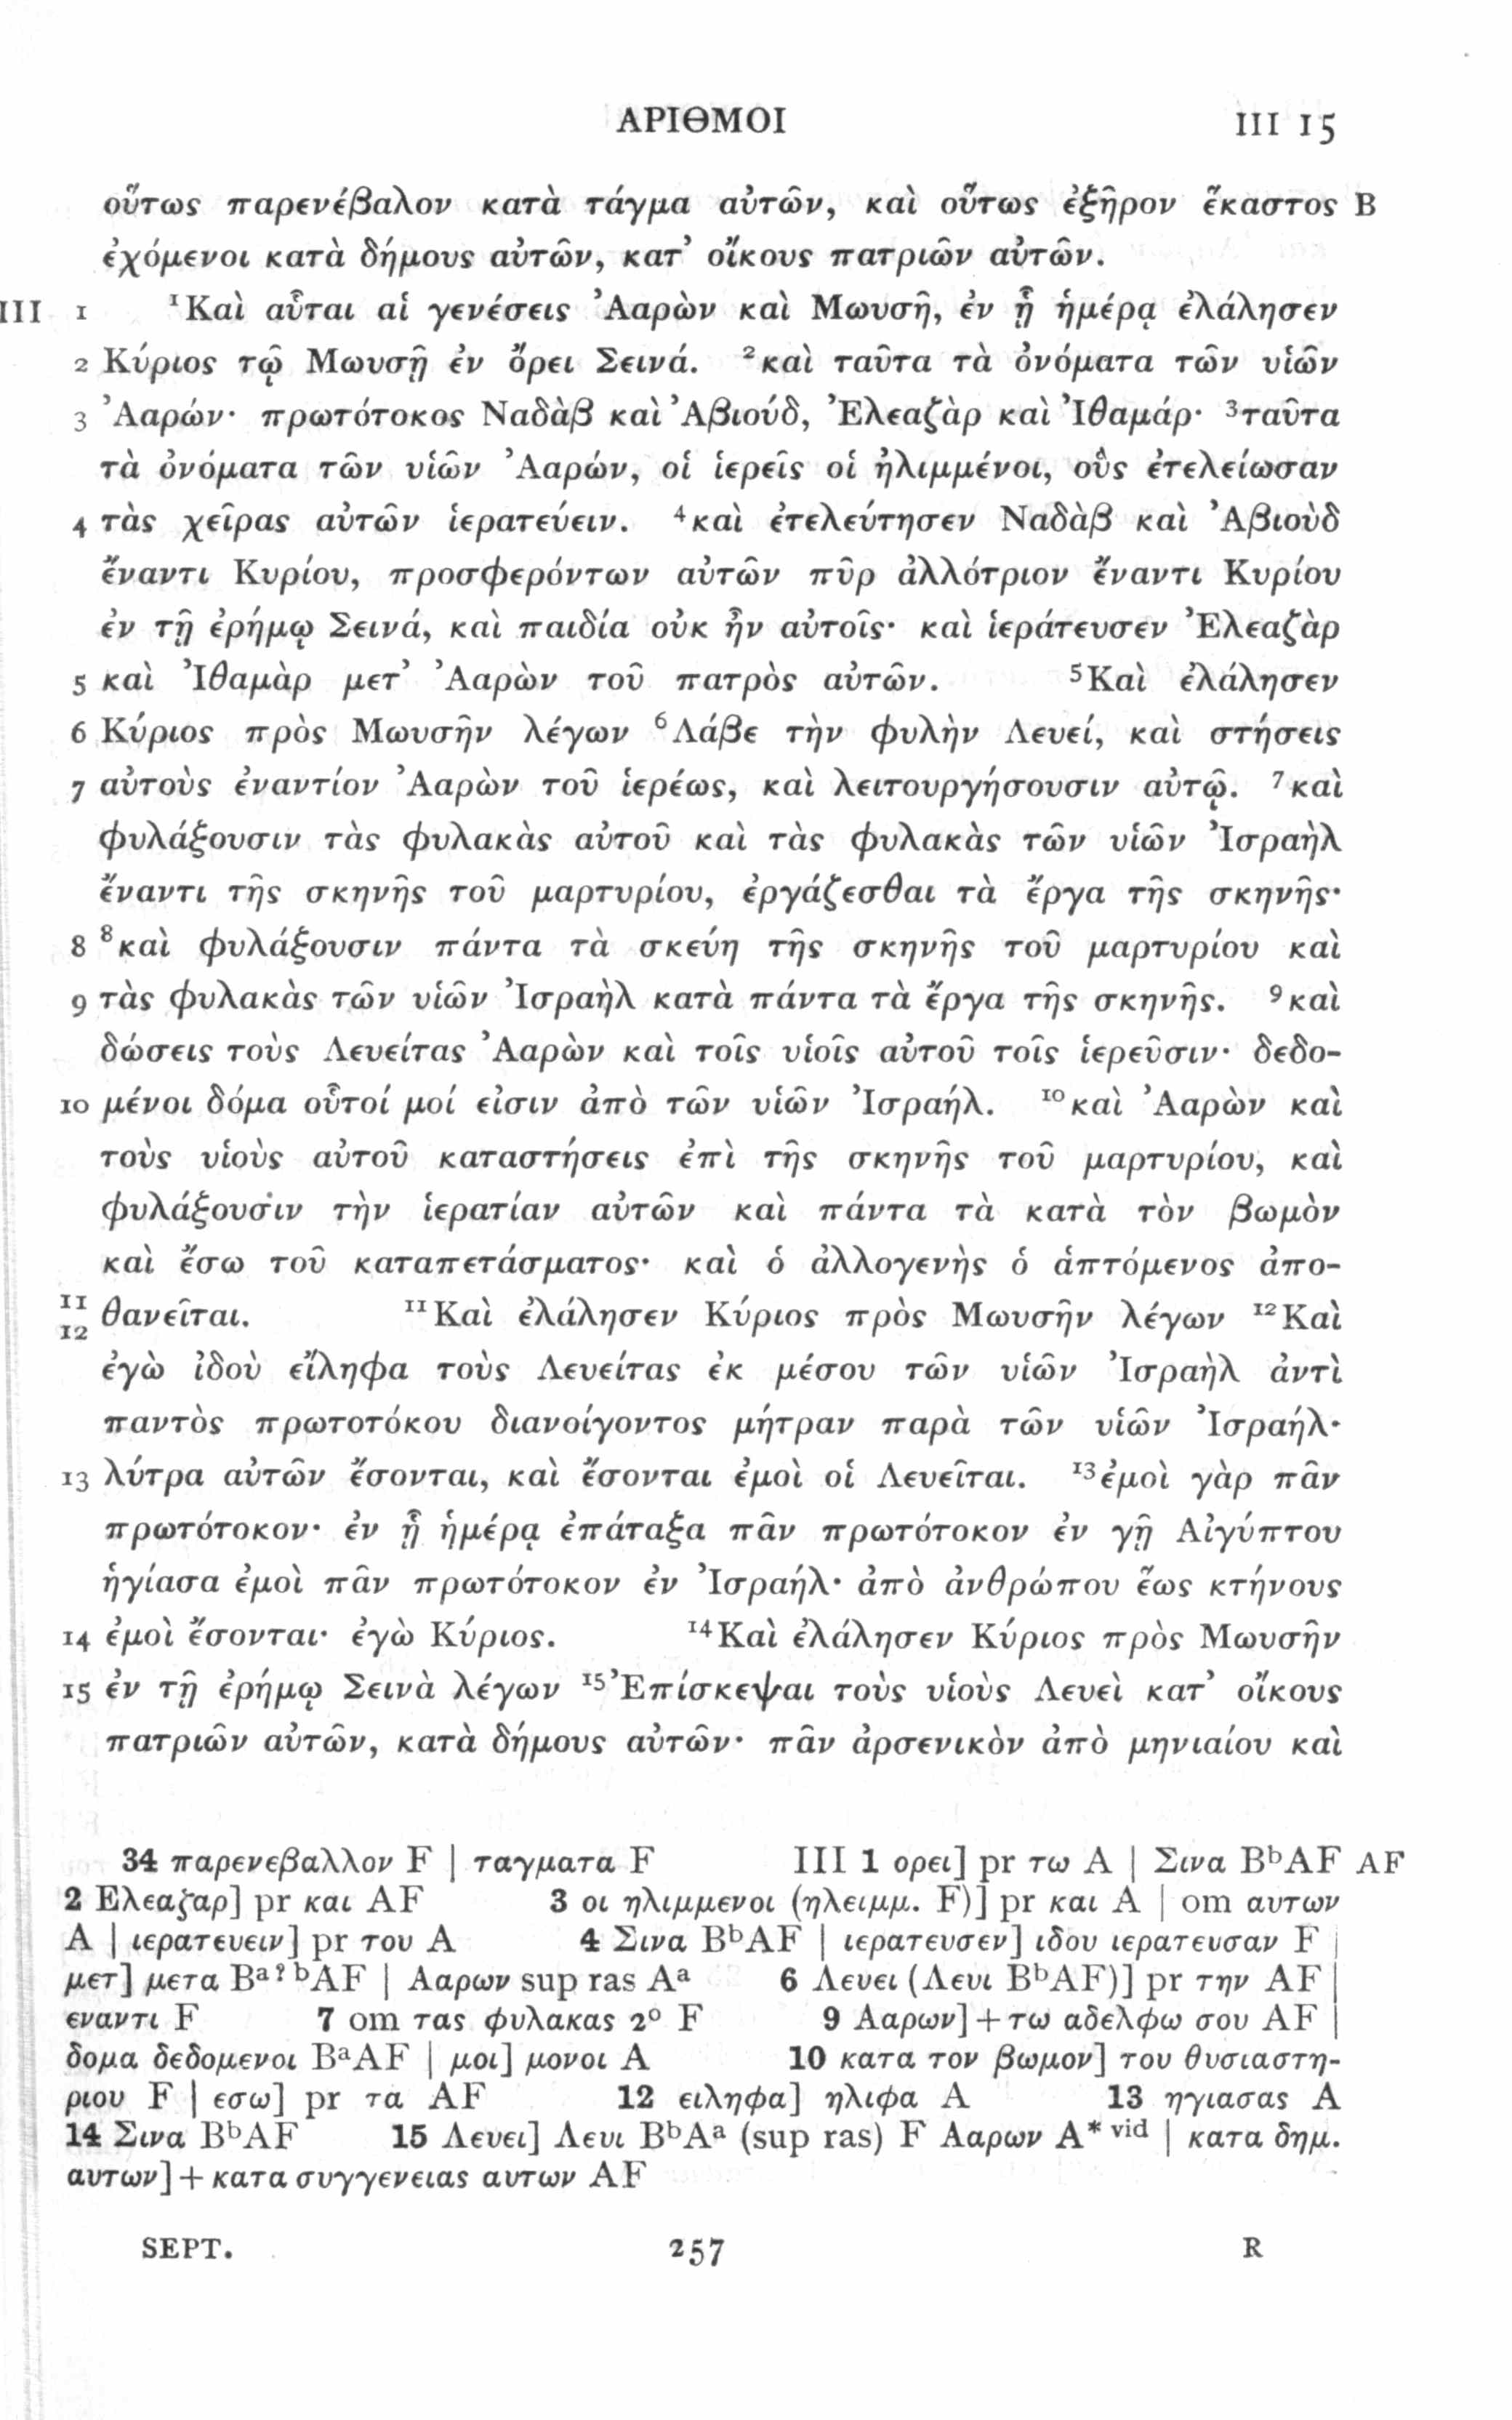 ΑΡΙΘΜΟΙ III 15
οὕτως παρενέβαλον κατὰ τάγμα αὐτῶν, καὶ οὕτως ἐξῆρον ἕκαστος B
ἐχόμενοι κατὰ δήμους αὐτῶν, κατ᾽ οἴκους πατριῶν αὐτῶν.
III 1 ¹Καὶ αὗται αἱ γενέσεις Ἀαρὼν καὶ Μωυσῆ, ἐν ᾗ ἡμέρᾳ ἐλάλησεν
2 Κύριος τῷ Μωυσῇ ἐν ὄρει Σεινά. ²καὶ ταῦτα τὰ ὀνόματα τῶν υἱῶν
3 Ἀαρών· πρωτότοκος Ναδὰβ καὶ Ἀβιούδ, Ἐλεαζὰρ καὶ Ἰθαμάρ· ³ταῦτα
τὰ ὀνόματα τῶν υἱῶν Ἀαρών, οἱ ἱερεῖς οἱ ἠλιμμένοι, οὓς ἐτελείωσαν
4 τὰς χεῖρας αὐτῶν ἱερατεύειν. ⁴καὶ ἐτελεύτησεν Ναδὰβ καὶ Ἀβιοὺδ
ἔναντι Κυρίου, προσφερόντων αὐτῶν πῦρ ἀλλότριον ἔναντι Κυρίου
ἐν τῇ ἐρήμῳ Σεινά, καὶ παιδία οὐκ ἦν αὐτοῖς· καὶ ἱεράτευσεν Ἐλεαζὰρ
5 καὶ Ἰθαμὰρ μετ᾽ Ἀαρὼν τοῦ πατρὸς αὐτῶν. ⁵Καὶ ἐλάλησεν
6 Κύριος πρὸς Μωυσῆν λέγων ⁶Λάβε τὴν φυλὴν Λευεί, καὶ στήσεις
7 αὐτοὺς ἐναντίον Ἀαρὼν τοῦ ἱερέως, καὶ λειτουργήσουσιν αὐτῷ. ⁷καὶ
φυλάξουσιν τὰς φυλακὰς αὐτοῦ καὶ τὰς φυλακὰς τῶν υἱῶν Ἰσραὴλ
ἔναντι τῆς σκηνῆς τοῦ μαρτυρίου, ἐργάζεσθαι τὰ ἔργα τῆς σκηνῆς·
8 ⁸καὶ φυλάξουσιν πάντα τὰ σκεύη τῆς σκηνῆς τοῦ μαρτυρίου καὶ
9 τὰς φυλακὰς τῶν υἱῶν Ἰσραὴλ κατὰ πάντα τὰ ἔργα τῆς σκηνῆς. ⁹καὶ
δώσεις τοὺς Λευείτας Ἀαρὼν καὶ τοῖς υἱοῖς αὐτοῦ τοῖς ἱερεῦσιν· δεδο-
10 μένοι δόμα οὗτοί μοί εἰσιν ἀπὸ τῶν υἱῶν Ἰσραήλ. ¹⁰καὶ Ἀαρὼν καὶ
τοὺς υἱοὺς αὐτοῦ καταστήσεις ἐπὶ τῆς σκηνῆς τοῦ μαρτυρίου, καὶ
φυλάξουσιν τὴν ἱερατίαν αὐτῶν καὶ πάντα τὰ κατὰ τὸν βωμὸν
καὶ ἔσω τοῦ καταπετάσματος· καὶ ὁ ἀλλογενὴς ὁ ἁπτόμενος ἀπο-
11 12 θανεῖται. ¹¹Καὶ ἐλάλησεν Κύριος πρὸς Μωυσῆν λέγων ¹²Καὶ
ἐγὼ ἰδοὺ εἴληφα τοὺς Λευείτας ἐκ μέσου τῶν υἱῶν Ἰσραὴλ ἀντὶ
παντὸς πρωτοτόκου διανοίγοντος μήτραν παρὰ τῶν υἱῶν Ἰσραήλ·
13 λύτρα αὐτῶν ἔσονται, καὶ ἔσονται ἐμοὶ οἱ Λευεῖται. ¹³ἐμοὶ γὰρ πᾶν
πρωτότοκον· ἐν ᾗ ἡμέρᾳ ἐπάταξα πᾶν πρωτότοκον ἐν γῇ Αἰγύπτου
ἡγίασα ἐμοὶ πᾶν πρωτότοκον ἐν Ἰσραήλ· ἀπὸ ἀνθρώπου ἕως κτήνους
14 ἐμοὶ ἔσονται· ἐγὼ Κύριος. ¹⁴Καὶ ἐλάλησεν Κύριος πρὸς Μωυσῆν
15 ἐν τῇ ἐρήμῳ Σεινὰ λέγων ¹⁵Ἐπίσκεψαι τοὺς υἱοὺς Λευεὶ κατ᾽ οἴκους
πατριῶν αὐτῶν, κατὰ δήμους αὐτῶν· πᾶν ἀρσενικὸν ἀπὸ μηνιαίου καὶ
34 παρενεβαλλον F | ταγματα F III 1 ορει] pr τω A | Σινα BᵇAF AF
2 Ελεαζαρ] pr και AF 3 οι ηλιμμενοι (ηλειμμ. F)] pr και A | om αυτων
A | ιερατευειν] pr του A 4 Σινα BᵇAF | ιερατευσεν] ιδου ιερατευσαν F |
μετ] μετα Bᵃ?ᵇAF | Ααρων sup ras Aᵃ 6 Λευει (Λευι BᵇAF)] pr την AF |
εναντι F 7 om τας φυλακας 2⁰ F 9 Ααρων]+τω αδελφω σου AF |
δομα δεδομενοι BᵃAF | μοι] μονοι A 10 κατα τον βωμον] του θυσιαστη-
ριου F | εσω] pr τα AF 12 ειληφα] ηλιφα A 13 ηγιασας A
14 Σινα BᵇAF 15 Λευει] Λευι BᵇAᵃ (sup ras) F Ααρων A* ᵛⁱᵈ | κατα δημ.
αυτων]+κατα συγγενειας αυτων AF
SEPT. 257 R